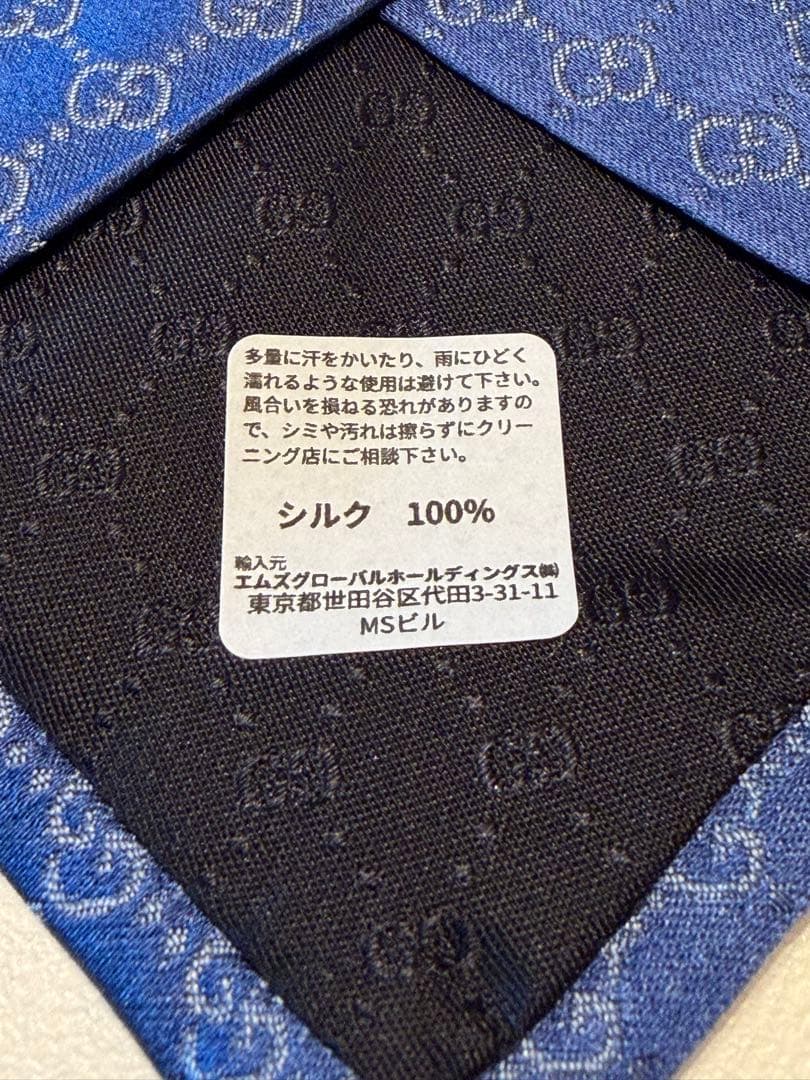 多量に汗をかいたり、雨にひどく
濡れるような使用は避けて下さい。
風合いを損ねる恐れがありますの
で、シミや汚れは擦らずにクリー
ニング店にご相談下さい。
シルク 100%
輸入元
エムズグローバルホールディングス㈱
東京都世田谷区代田3-31-11
MSビル